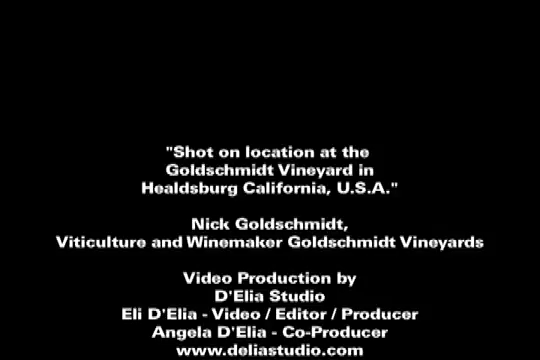 "Shot on location at the
Goldschmidt Vineyard in
Healdsburg California, U.S.A."
Nick Goldschmidt,
Viticulture and Winemaker Goldschmidt Vineyards
Video Production by
D'Elia Studio
Eli D'Elia - Video / Editor / Producer
Angela D'Elia - Co-Producer
www.deliastudio.com